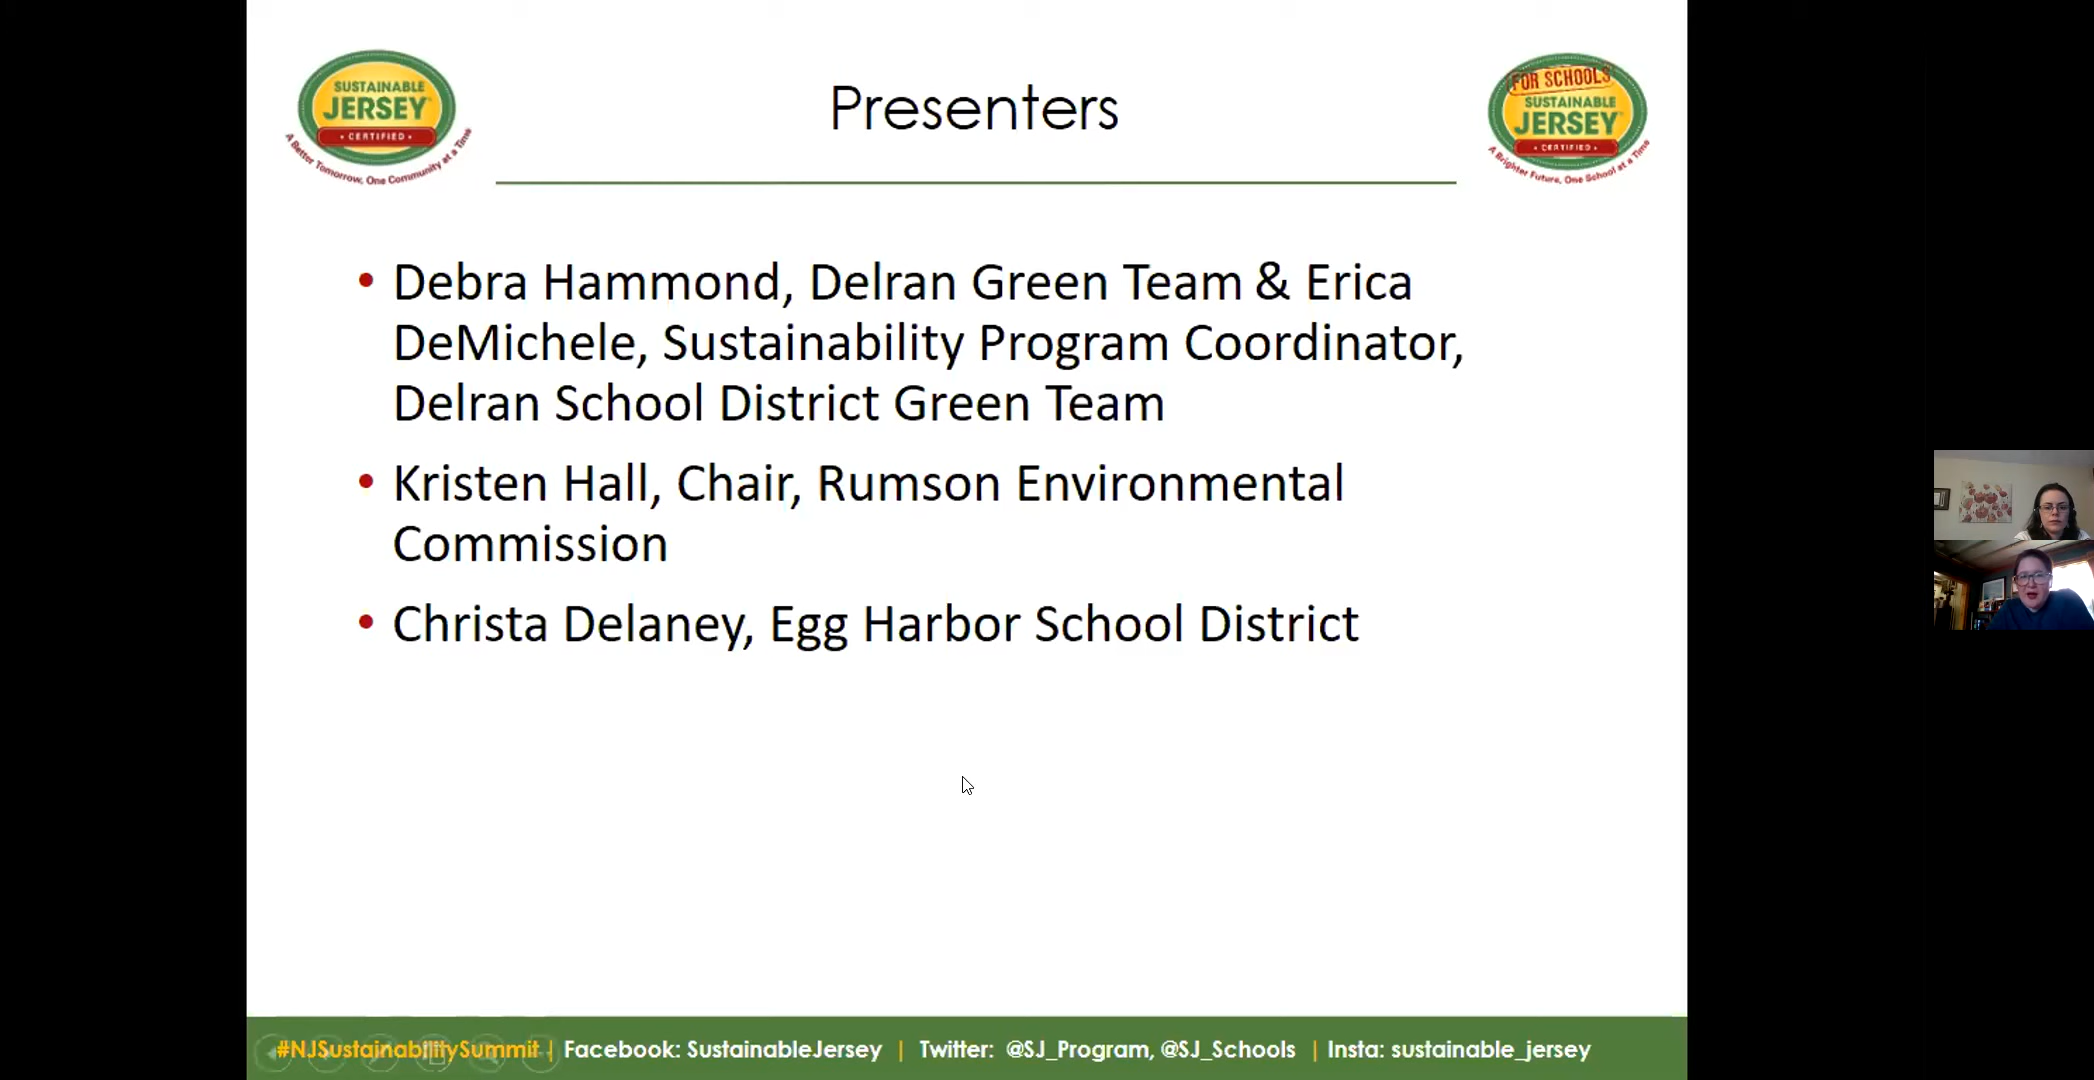 SUSTAINABLE
JERSEY
• CERTIFIED •
A Better Tomorrow, One Community at a Time
Presenters
FOR SCHOOLS
SUSTAINABLE
JERSEY
• CERTIFIED •
A Brighter Future, One School at a Time
• Debra Hammond, Delran Green Team & Erica
DeMichele, Sustainability Program Coordinator,
Delran School District Green Team
• Kristen Hall, Chair, Rumson Environmental
Commission
• Christa Delaney, Egg Harbor School District
#NJSustainabilitySummit | Facebook: SustainableJersey | Twitter: @SJ_Program, @SJ_Schools | Insta: sustainable_jersey